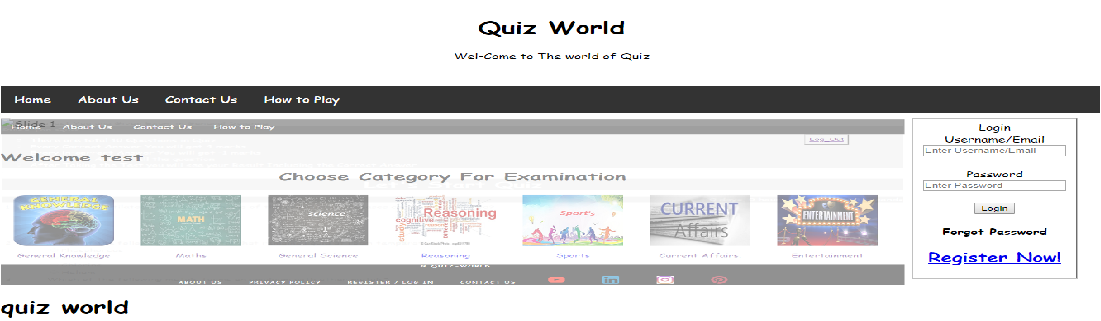 Quiz World
Wel-Come to The world of Quiz
Home About Us Contact Us How to Play
Slide 1
Home About Us Contact Us How to Play
Welcome test
Choose Category For Examination
GENERAL KNOWLEDGE
MATH
science
Reasoning
Sport's
CURRENT
Affairs
ENTERTAINMENT
General Knowledge Maths General Science Reasoning Sports Current Affairs Entertainment
ABOUT US PRIVACY POLICY REGISTER / LOG IN CONTACT US
Login
Username/Email
Enter Username/Email
Password
Enter Password
Login
Forgot Password
Register Now!
quiz world